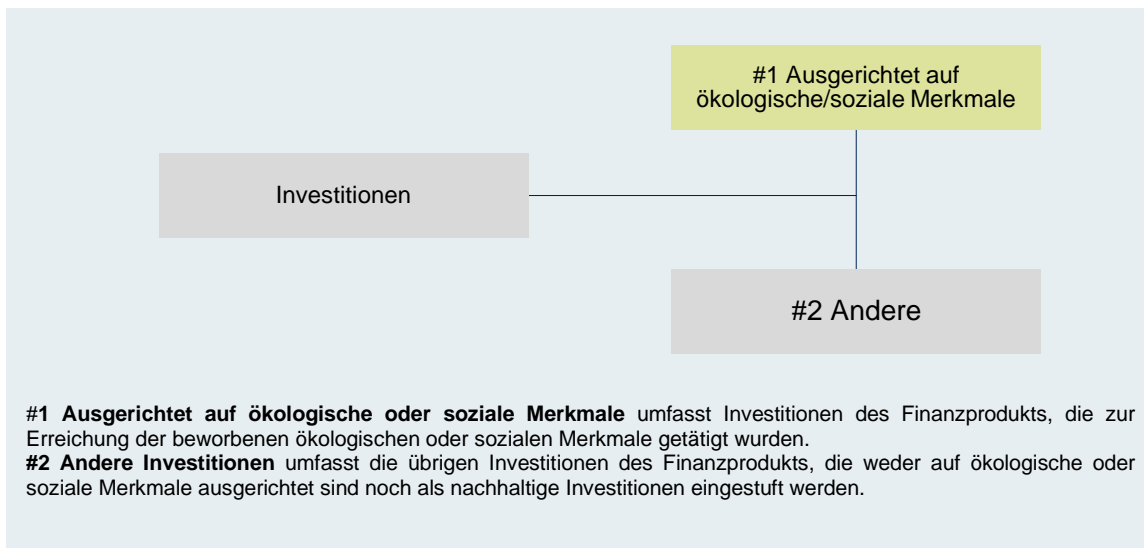 #1 Ausgerichtet auf
ökologische/soziale Merkmale
Investitionen
#2 Andere
#1 Ausgerichtet auf ökologische oder soziale Merkmale umfasst Investitionen des Finanzprodukts, die zur
Erreichung der beworbenen ökologischen oder sozialen Merkmale getätigt wurden.
#2 Andere Investitionen umfasst die übrigen Investitionen des Finanzprodukts, die weder auf ökologische oder
soziale Merkmale ausgerichtet sind noch als nachhaltige Investitionen eingestuft werden.